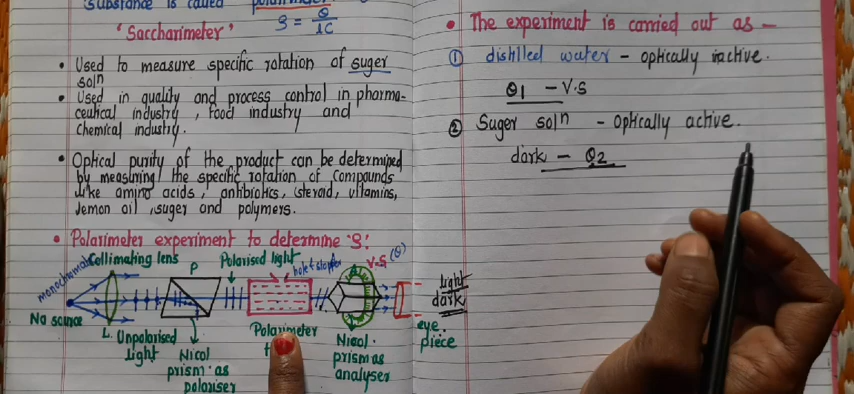 substance is called
'Saccharimeter' S = θ/lC
• Used to measure specific rotation of suger
soln
• Used in quality and process control in pharma-
ceutical industry, food industry and
chemical industry.
• Optical purity of the product can be determined
by measuring the specific rotation of compounds
like amino acids, antibiotics, steroid, vitamins,
lemon oil, suger and polymers.
• Polarimeter experiment to determine 'S'.
monochromatic
Collimating lens
P
Polarised light
hole & stopper
V.S (θ)
Na source
L.
Unpolarised
light
Nicol
prism as
polariser
Polarimeter
Nicol.
prism as
analyser
eye.
piece
light
dark
• The experiment is carried out as —
① distilled water - optically inactive.
θ1 - V.S
② Suger soln - optically active.
dark - θ2